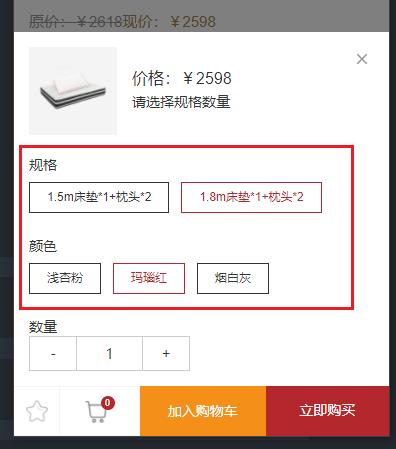 原价：￥2618现价：￥2598
价格：￥2598
请选择规格数量
规格
1.5m床垫*1+枕头*2 1.8m床垫*1+枕头*2
颜色
浅杏粉 玛瑙红 烟白灰
数量
- 1 +
0 加入购物车 立即购买